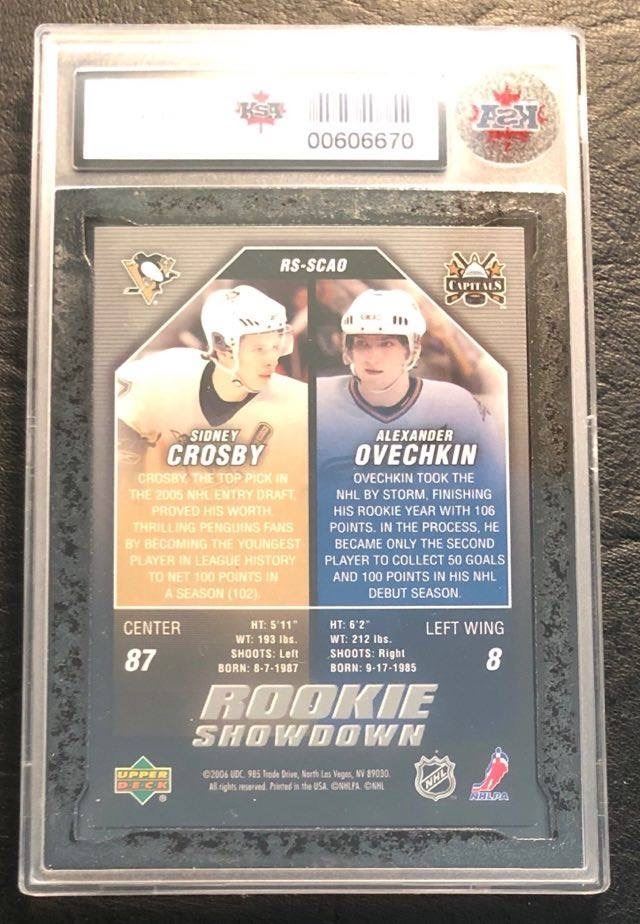 KSA
00606670
KSA
RS-SCAO
CAPITALS
SIDNEY
CROSBY
CROSBY, THE TOP PICK IN
THE 2005 NHL ENTRY DRAFT,
PROVED HIS WORTH,
THRILLING PENGUINS FANS
BY BECOMING THE YOUNGEST
PLAYER IN LEAGUE HISTORY
TO NET 100 POINTS IN
A SEASON (102).
ALEXANDER
OVECHKIN
OVECHKIN TOOK THE
NHL BY STORM, FINISHING
HIS ROOKIE YEAR WITH 106
POINTS. IN THE PROCESS, HE
BECAME ONLY THE SECOND
PLAYER TO COLLECT 50 GOALS
AND 100 POINTS IN HIS NHL
DEBUT SEASON.
CENTER
87
HT: 5'11"
WT: 193 lbs.
SHOOTS: Left
BORN: 8-7-1987
HT: 6'2"
WT: 212 lbs.
SHOOTS: Right
BORN: 9-17-1985
LEFT WING
8
ROOKIE
SHOWDOWN
UPPER
DECK
®
©2006 UDC. 985 Trade Drive, North Las Vegas, NV 89030.
All rights reserved. Printed in the USA. ©NHLPA. ©NHL
NHL
NHLPA